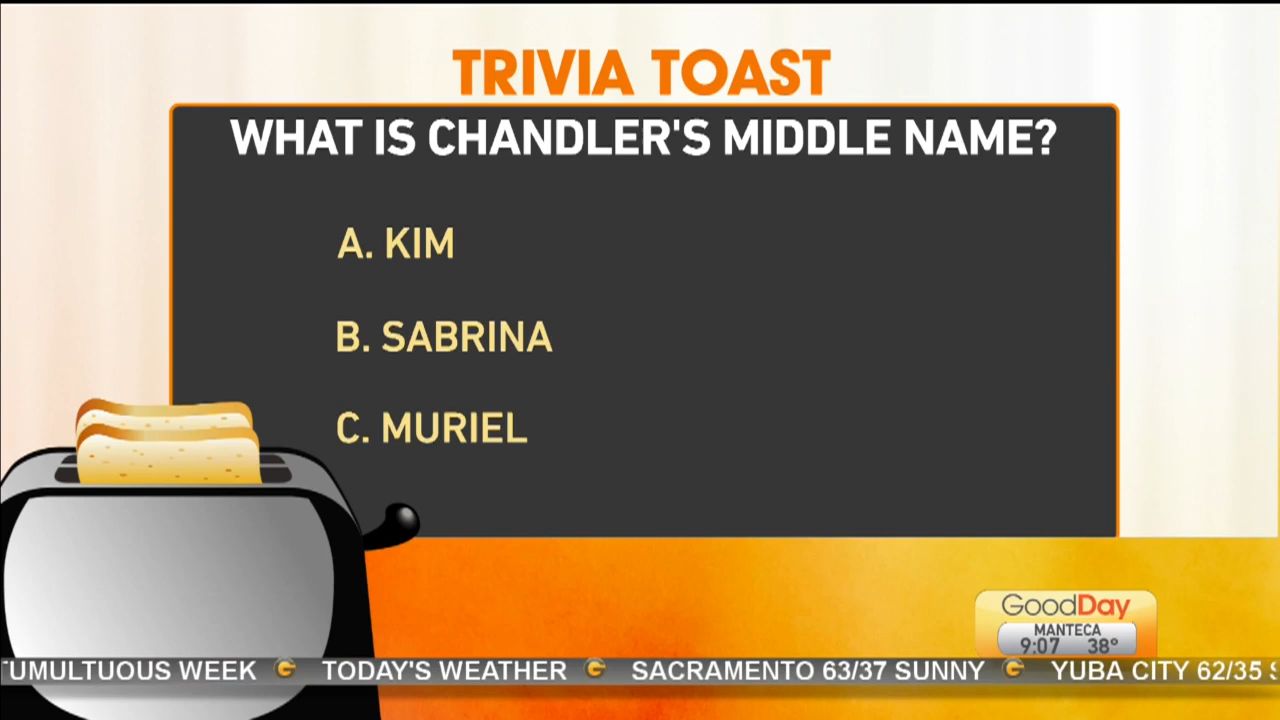 TRIVIA TOAST
WHAT IS CHANDLER'S MIDDLE NAME?
A. KIM
B. SABRINA
C. MURIEL
GoodDay
MANTECA
9:07 38°
TUMULTUOUS WEEK TODAY'S WEATHER SACRAMENTO 63/37 SUNNY YUBA CITY 62/35 S